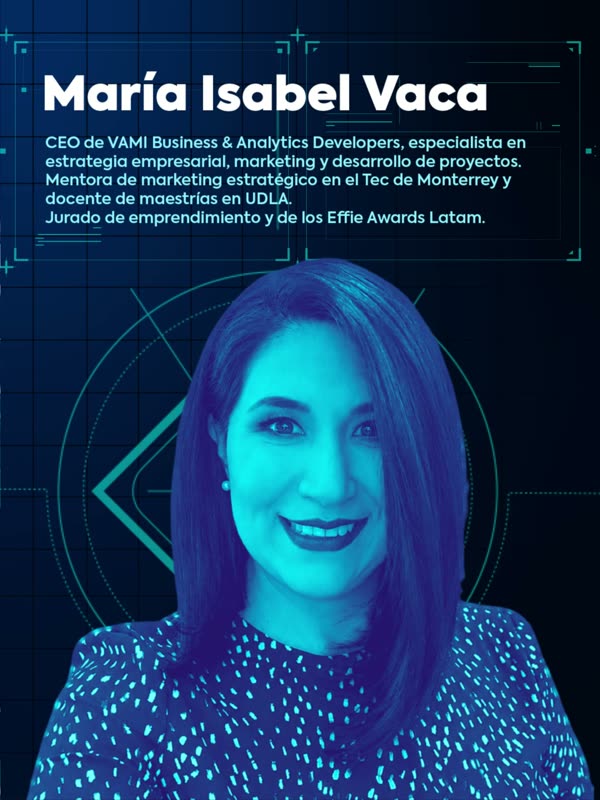 María Isabel Vaca
CEO de VAMI Business & Analytics Developers, especialista en
estrategia empresarial, marketing y desarrollo de proyectos.
Mentora de marketing estratégico en el Tec de Monterrey y
docente de maestrías en UDLA.
Jurado de emprendimiento y de los Effie Awards Latam.